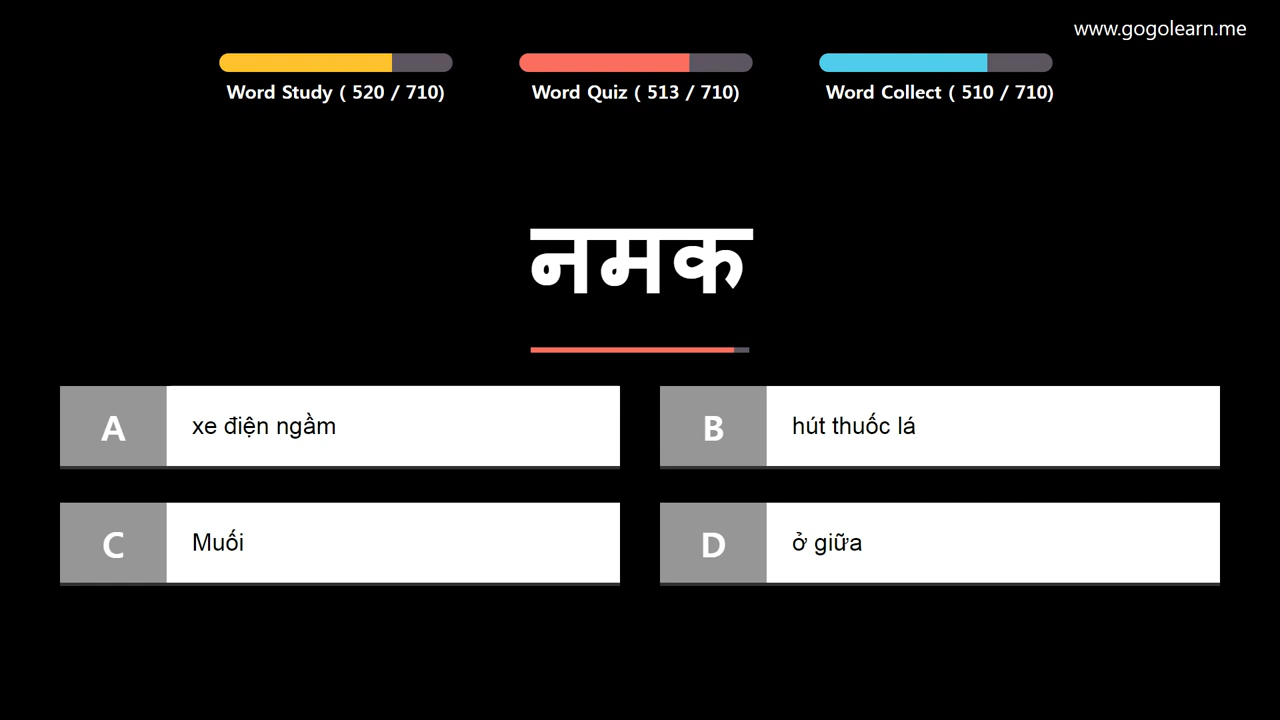 www.gogolearn.me
Word Study ( 520 / 710)
Word Quiz ( 513 / 710)
Word Collect ( 510 / 710)
नमक
A
xe điện ngầm
B
hút thuốc lá
C
Muối
D
ở giữa